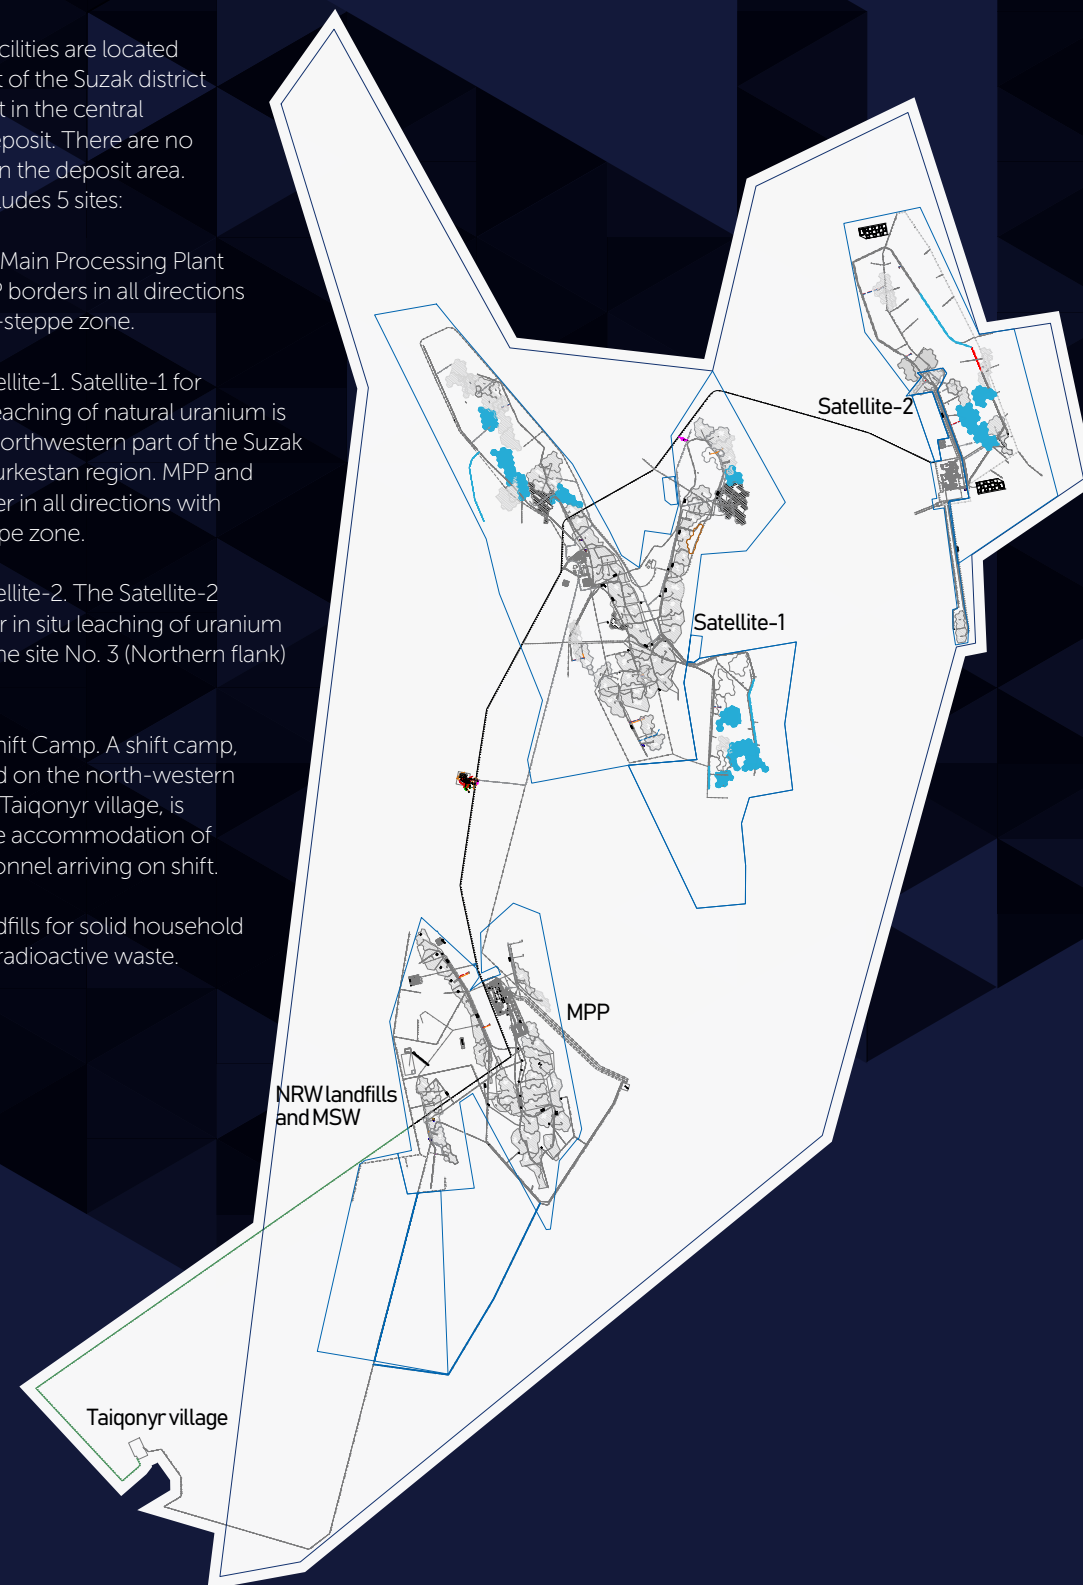 cilities are located
t of the Suzak district
t in the central
eposit. There are no
n the deposit area.
ludes 5 sites:
Main Processing Plant
P borders in all directions
-steppe zone.
ellite-1. Satellite-1 for
eaching of natural uranium is
orthwestern part of the Suzak
urkestan region. MPP and
er in all directions with
pe zone.
ellite-2. The Satellite-2
r in situ leaching of uranium
ne site No. 3 (Northern flank)
hift Camp. A shift camp,
d on the north-western
Taiqonyr village, is
e accommodation of
onnel arriving on shift.
dfills for solid household
radioactive waste.
Satellite-2
Satellite-1
MPP
NRW landfills
and MSW
Taiqonyr village